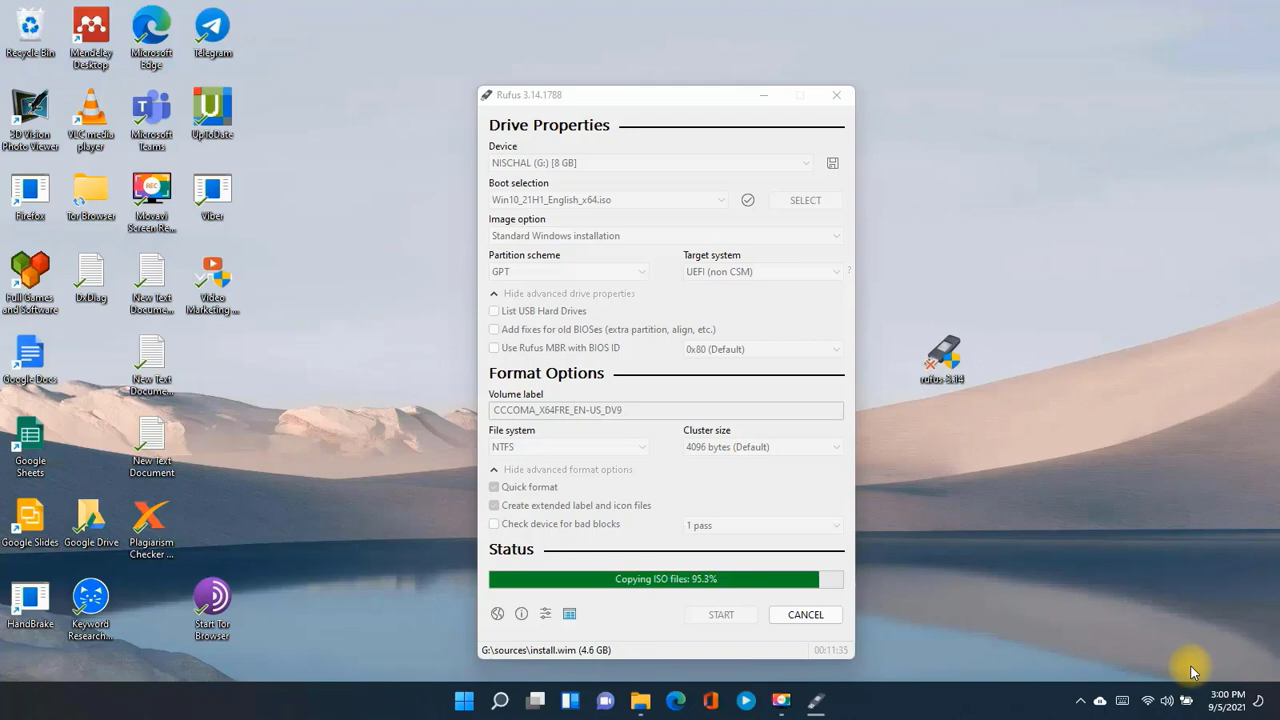 Recycle Bin
Mendeley
Desktop
Microsoft
Edge
Telegram
3D Vision
Photo Viewer
VLC media
player
Microsoft
Teams
UpToDate
Firefox
Tor Browser
REC
Movavi
Screen Re...
Viber
Full Games
and Software
DxDiag
New Text
Docume...
Video
Marketing ...
Google Docs
New Text
Docume...
Google
Sheets
New Text
Document
Google Slides
Google Drive
Plagiarism
Checker ...
HandBrake
Keyword
Research...
Start Tor
Browser
Rufus 3.14.1788
Drive Properties
Device
NISCHAL (G:) [8 GB]
Boot selection
Win10_21H1_English_x64.iso
SELECT
Image option
Standard Windows installation
Partition scheme
Target system
GPT
UEFI (non CSM)
?
Hide advanced drive properties
List USB Hard Drives
Add fixes for old BIOSes (extra partition, align, etc.)
Use Rufus MBR with BIOS ID
0x80 (Default)
Format Options
Volume label
CCCOMA_X64FRE_EN-US_DV9
File system
Cluster size
NTFS
4096 bytes (Default)
Hide advanced format options
Quick format
Create extended label and icon files
Check device for bad blocks
1 pass
Status
Copying ISO files: 95.3%
START
CANCEL
G:\sources\install.wim (4.6 GB)
00:11:35
rufus-3.14
3:00 PM
9/5/2021